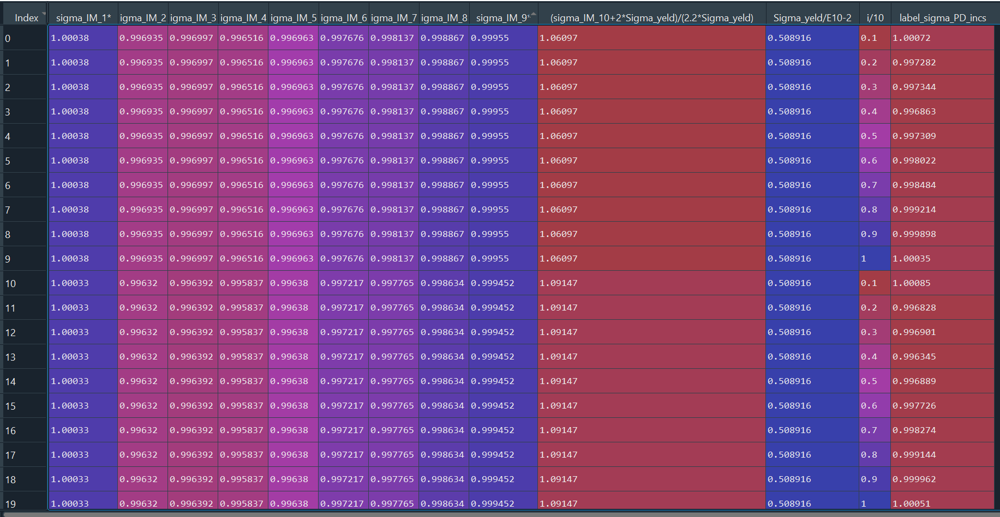 Index sigma_IM_1* igma_IM_2 igma_IM_3 igma_IM_4 igma_IM_5 igma_IM_6 igma_IM_7 igma_IM_8 sigma_IM_9* (sigma_IM_10+2*Sigma_yeld)/(2.2*Sigma_yeld) Sigma_yeld/E10-2 i/10 label_sigma_PD_incs
0 1.00038 0.996935 0.996997 0.996516 0.996963 0.997676 0.998137 0.998867 0.99955 1.06097 0.508916 0.1 1.00072
1 1.00038 0.996935 0.996997 0.996516 0.996963 0.997676 0.998137 0.998867 0.99955 1.06097 0.508916 0.2 0.997282
2 1.00038 0.996935 0.996997 0.996516 0.996963 0.997676 0.998137 0.998867 0.99955 1.06097 0.508916 0.3 0.997344
3 1.00038 0.996935 0.996997 0.996516 0.996963 0.997676 0.998137 0.998867 0.99955 1.06097 0.508916 0.4 0.996863
4 1.00038 0.996935 0.996997 0.996516 0.996963 0.997676 0.998137 0.998867 0.99955 1.06097 0.508916 0.5 0.997309
5 1.00038 0.996935 0.996997 0.996516 0.996963 0.997676 0.998137 0.998867 0.99955 1.06097 0.508916 0.6 0.998022
6 1.00038 0.996935 0.996997 0.996516 0.996963 0.997676 0.998137 0.998867 0.99955 1.06097 0.508916 0.7 0.998484
7 1.00038 0.996935 0.996997 0.996516 0.996963 0.997676 0.998137 0.998867 0.99955 1.06097 0.508916 0.8 0.999214
8 1.00038 0.996935 0.996997 0.996516 0.996963 0.997676 0.998137 0.998867 0.99955 1.06097 0.508916 0.9 0.999898
9 1.00038 0.996935 0.996997 0.996516 0.996963 0.997676 0.998137 0.998867 0.99955 1.06097 0.508916 1 1.00035
10 1.00033 0.99632 0.996392 0.995837 0.99638 0.997217 0.997765 0.998634 0.999452 1.09147 0.508916 0.1 1.00085
11 1.00033 0.99632 0.996392 0.995837 0.99638 0.997217 0.997765 0.998634 0.999452 1.09147 0.508916 0.2 0.996828
12 1.00033 0.99632 0.996392 0.995837 0.99638 0.997217 0.997765 0.998634 0.999452 1.09147 0.508916 0.3 0.996901
13 1.00033 0.99632 0.996392 0.995837 0.99638 0.997217 0.997765 0.998634 0.999452 1.09147 0.508916 0.4 0.996345
14 1.00033 0.99632 0.996392 0.995837 0.99638 0.997217 0.997765 0.998634 0.999452 1.09147 0.508916 0.5 0.996889
15 1.00033 0.99632 0.996392 0.995837 0.99638 0.997217 0.997765 0.998634 0.999452 1.09147 0.508916 0.6 0.997726
16 1.00033 0.99632 0.996392 0.995837 0.99638 0.997217 0.997765 0.998634 0.999452 1.09147 0.508916 0.7 0.998274
17 1.00033 0.99632 0.996392 0.995837 0.99638 0.997217 0.997765 0.998634 0.999452 1.09147 0.508916 0.8 0.999144
18 1.00033 0.99632 0.996392 0.995837 0.99638 0.997217 0.997765 0.998634 0.999452 1.09147 0.508916 0.9 0.999962
19 1.00033 0.99632 0.996392 0.995837 0.99638 0.997217 0.997765 0.998634 0.999452 1.09147 0.508916 1 1.00051